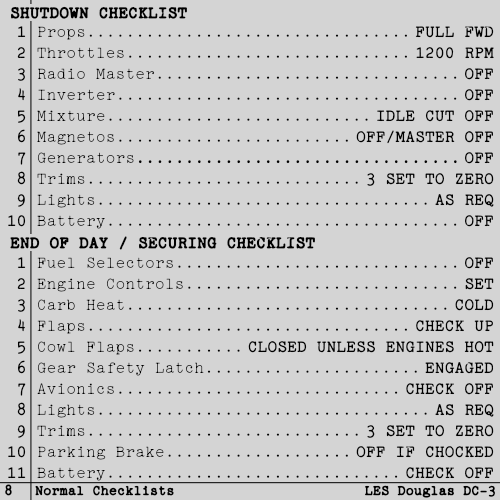 SHUTDOWN CHECKLIST
1 Props................................ FULL FWD
2 Throttles............................. 1200 RPM
3 Radio Master............................... OFF
4 Inverter................................... OFF
5 Mixture........................... IDLE CUT OFF
6 Magnetos....................... OFF/MASTER OFF
7 Generators................................. OFF
8 Trims............................ 3 SET TO ZERO
9 Lights.................................. AS REQ
10 Battery.................................... OFF
END OF DAY / SECURING CHECKLIST
1 Fuel Selectors............................. OFF
2 Engine Controls............................ SET
3 Carb Heat................................. COLD
4 Flaps................................ CHECK UP
5 Cowl Flaps........... CLOSED UNLESS ENGINES HOT
6 Gear Safety Latch...................... ENGAGED
7 Avionics............................. CHECK OFF
8 Lights.................................. AS REQ
9 Trims............................ 3 SET TO ZERO
10 Parking Brake.................. OFF IF CHOCKED
11 Battery.............................. CHECK OFF
8 Normal Checklists LES Douglas DC-3